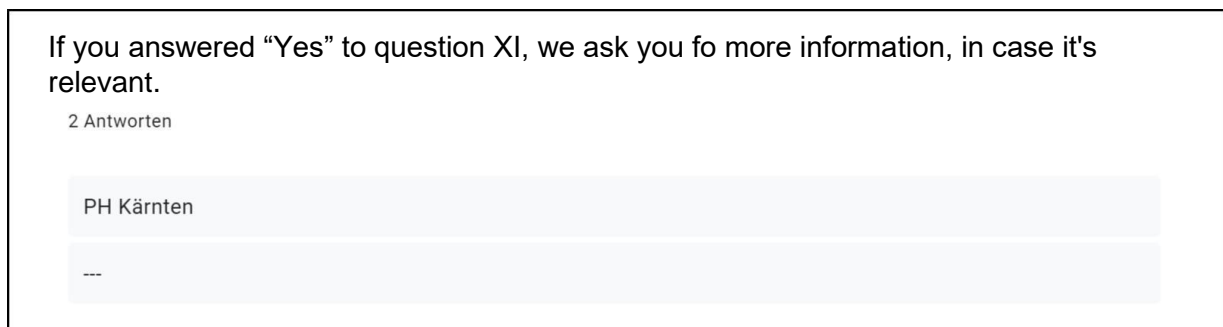 If you answered “Yes” to question XI, we ask you fo more information, in case it's
relevant.
2 Antworten
PH Kärnten
---